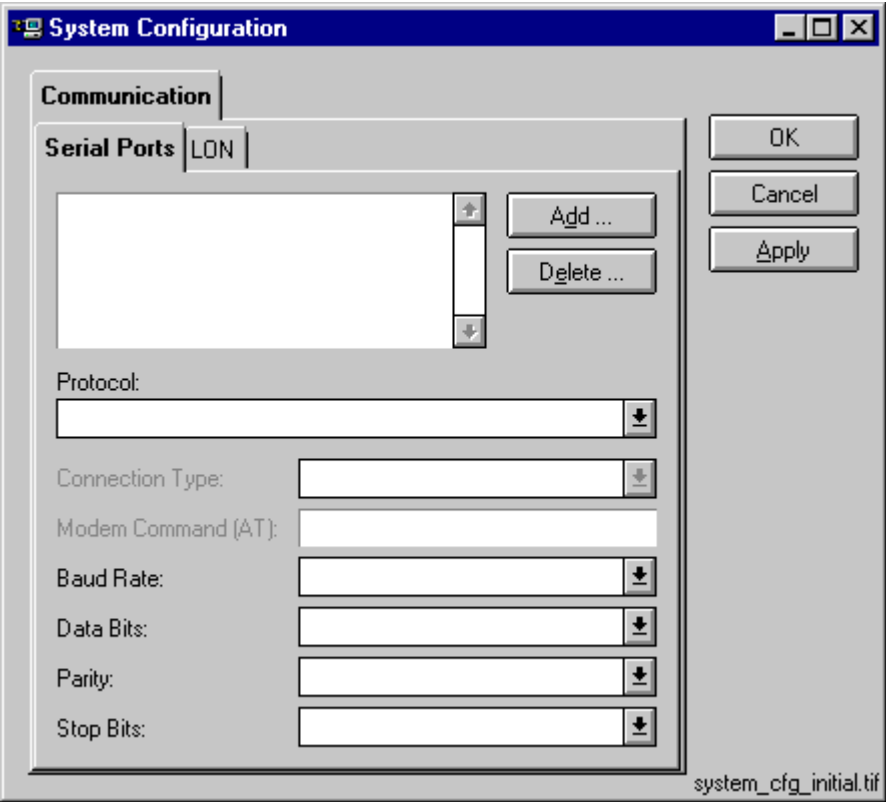 System Configuration
Communication
Serial Ports LON
OK
Cancel
Apply
Add ...
Delete ...
Protocol:
Connection Type:
Modem Command (AT):
Baud Rate:
Data Bits:
Parity:
Stop Bits:
system_cfg_initial.tif